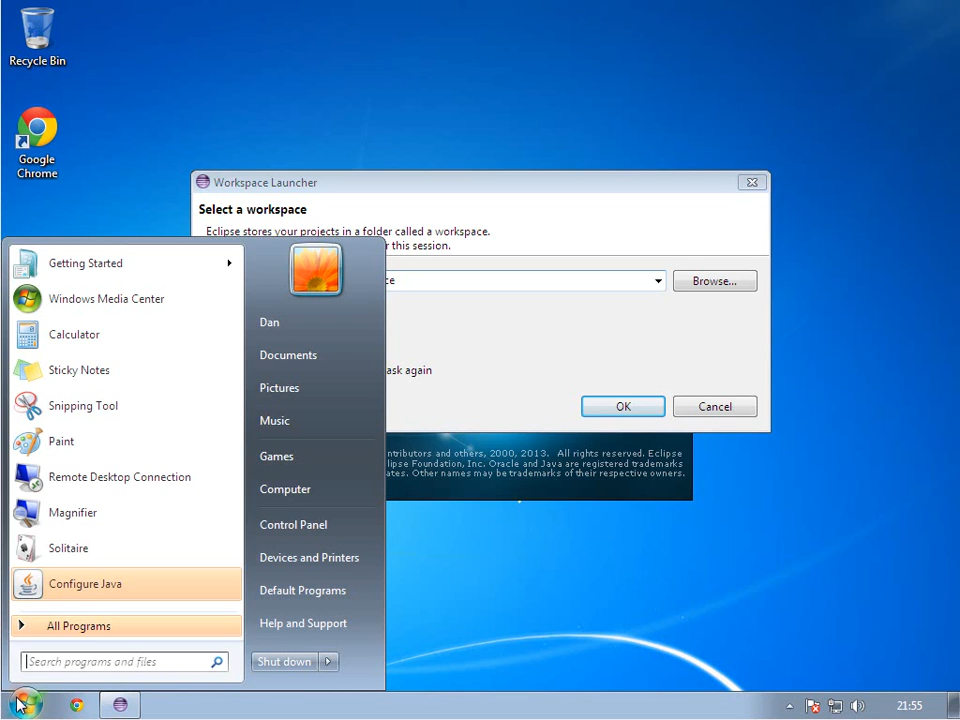 Recycle Bin
Google
Chrome
Workspace Launcher
Select a workspace
Eclipse stores your projects in a folder called a workspace.
r this session.
ce
Browse...
ask again
OK
Cancel
ntributors and others, 2000, 2013. All rights reserved. Eclipse
lipse Foundation, Inc. Oracle and Java are registered trademarks
ates. Other names may be trademarks of their respective owners.
Getting Started
Windows Media Center
Calculator
Sticky Notes
Snipping Tool
Paint
Remote Desktop Connection
Magnifier
Solitaire
Configure Java
All Programs
Search programs and files
Dan
Documents
Pictures
Music
Games
Computer
Control Panel
Devices and Printers
Default Programs
Help and Support
Shut down
21:55